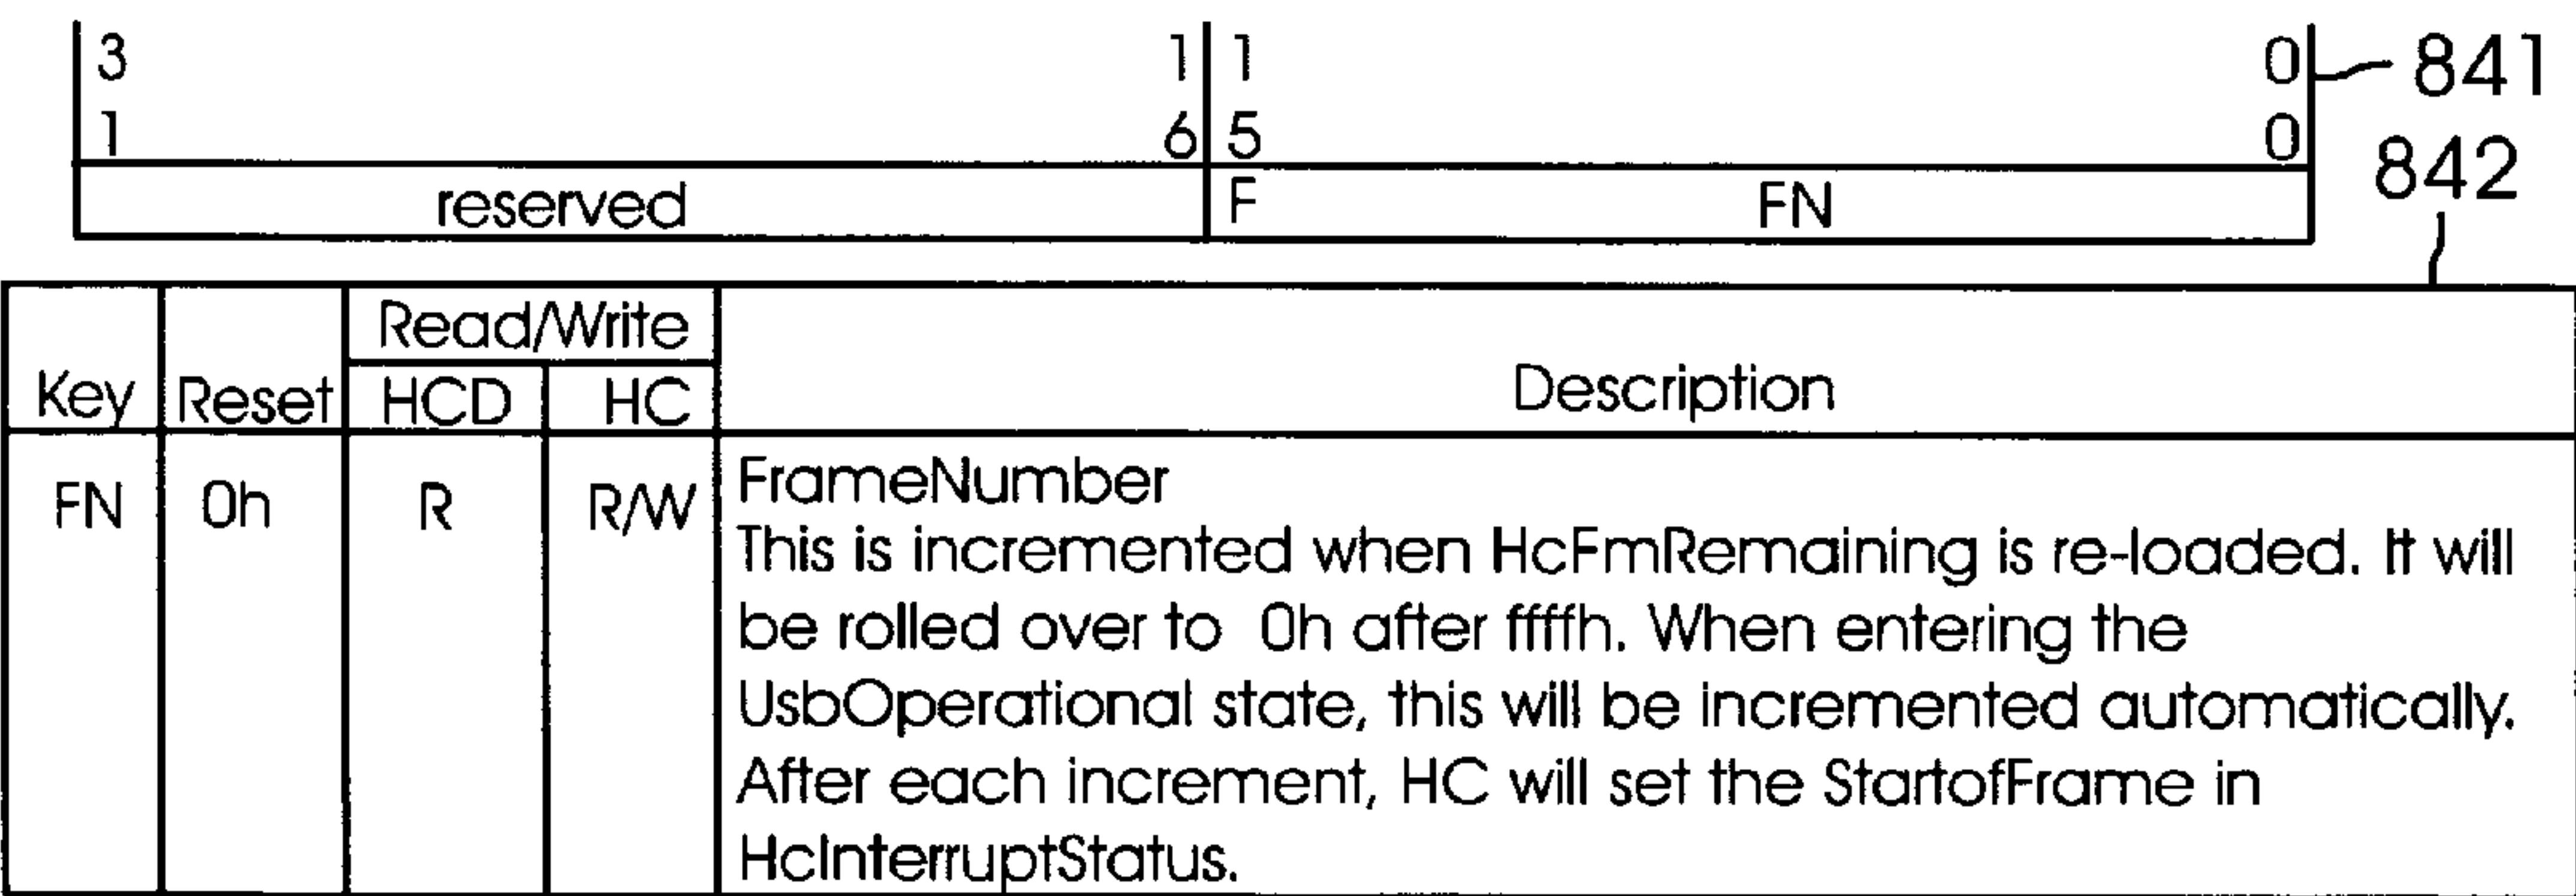 3 1 1 0 841
1 6 5 0
842
reserved F FN
Read/Write
Key Reset HCD HC Description
FN 0h R R/W FrameNumber
This is incremented when HcFmRemaining is re-loaded. It will
be rolled over to 0h after ffffh. When entering the
UsbOperational state, this will be incremented automatically.
After each increment, HC will set the StartofFrame in
HcInterruptStatus.